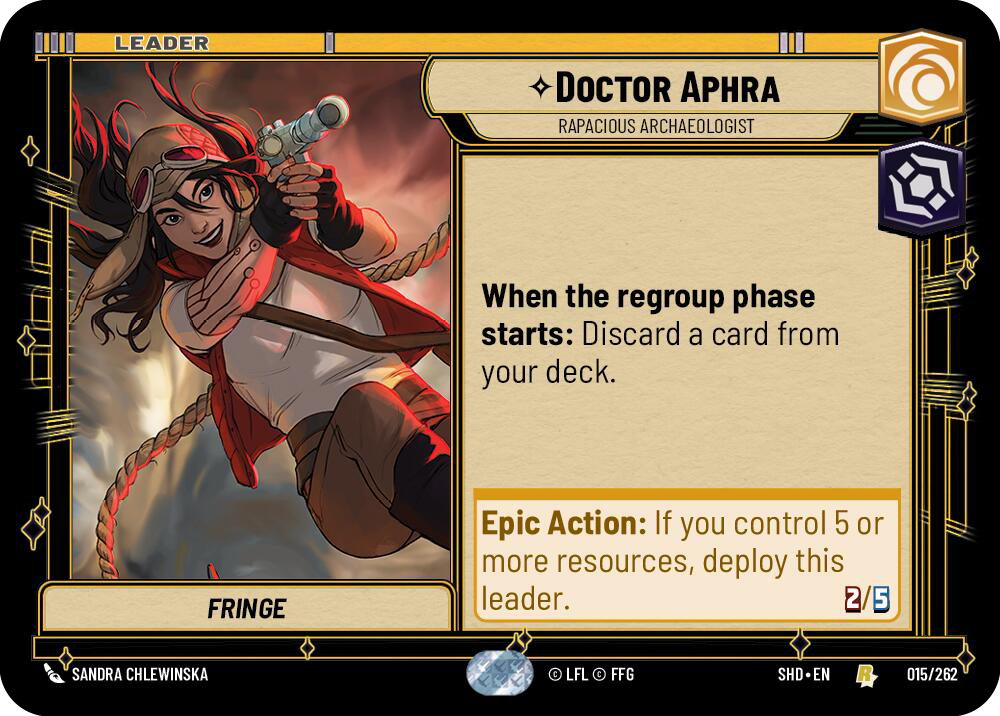 LEADER
DOCTOR APHRA
RAPACIOUS ARCHAEOLOGIST
When the regroup phase
starts: Discard a card from
your deck.
Epic Action: If you control 5 or
more resources, deploy this
leader.
2/5
FRINGE
SANDRA CHLEWINSKA
© LFL © FFG
SHD•EN
R
015/262